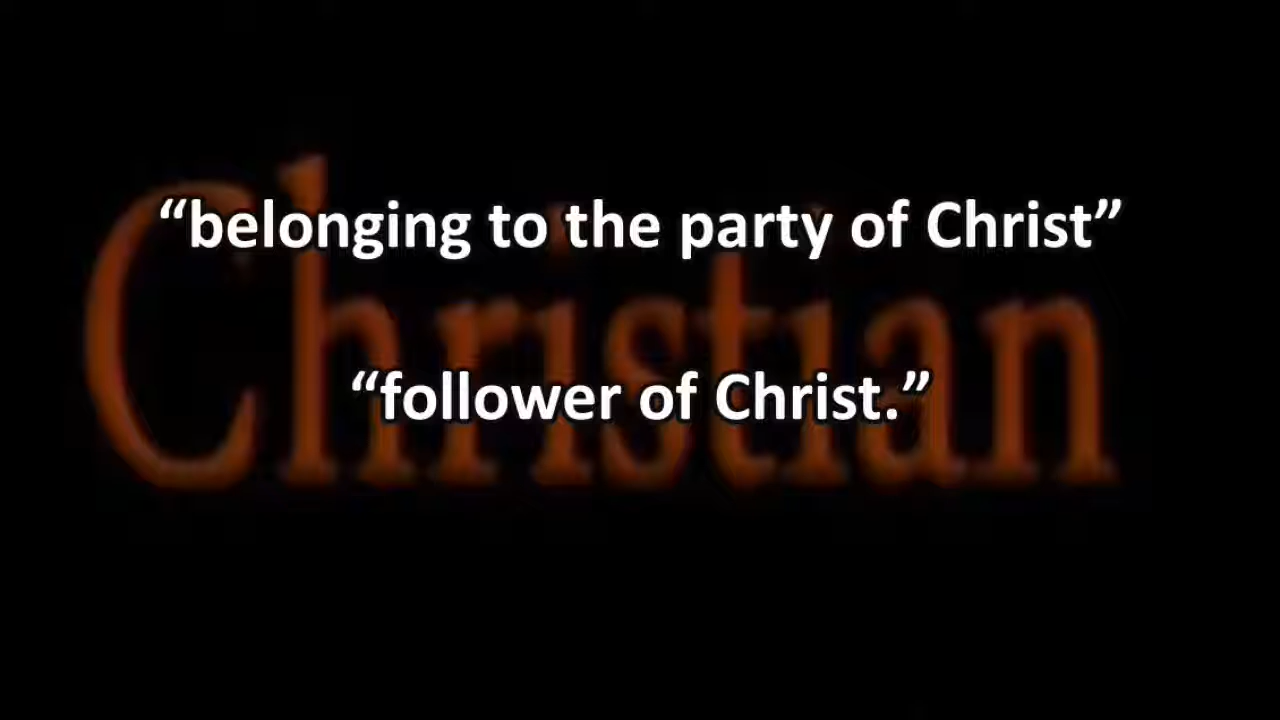 “belonging to the party of Christ”
Christian
“follower of Christ.”